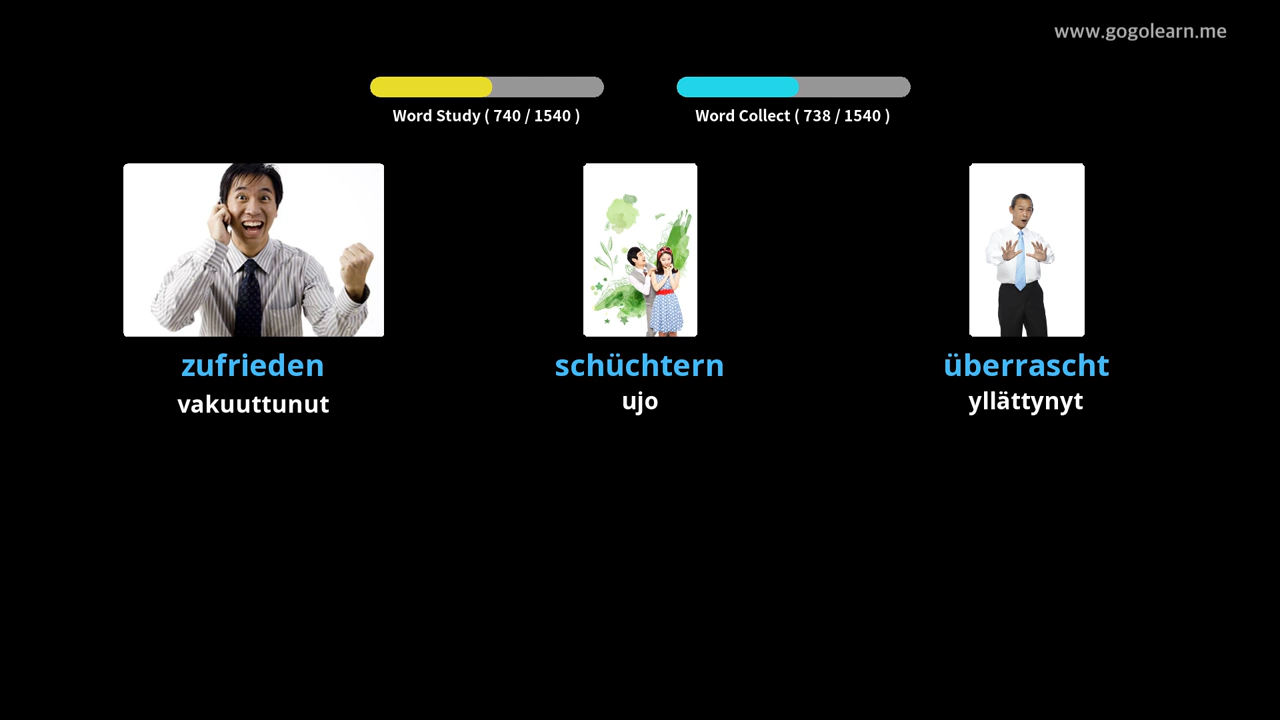 www.gogolearn.me
Word Study ( 740 / 1540 )
Word Collect ( 738 / 1540 )
zufrieden
vakuuttunut
schüchtern
ujo
überrascht
yllättynyt